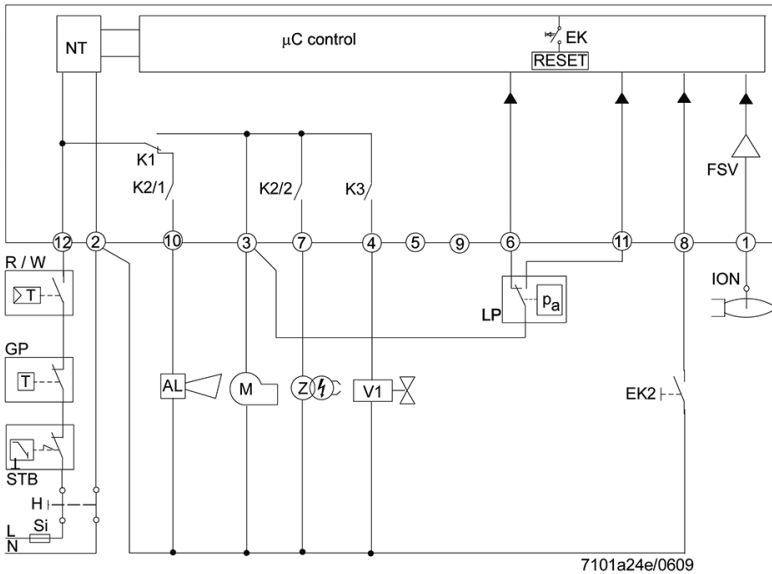 NT
μC control
EK
RESET
FSV
K1
K2/1
K2/2
K3
12 2 10 3 7 4 5 9 6 11 8 1
R / W
T
ION
LP
pa
GP
T
AL
M
Z
V1
EK2
STB
H
Si
L
N
7101a24e/0609